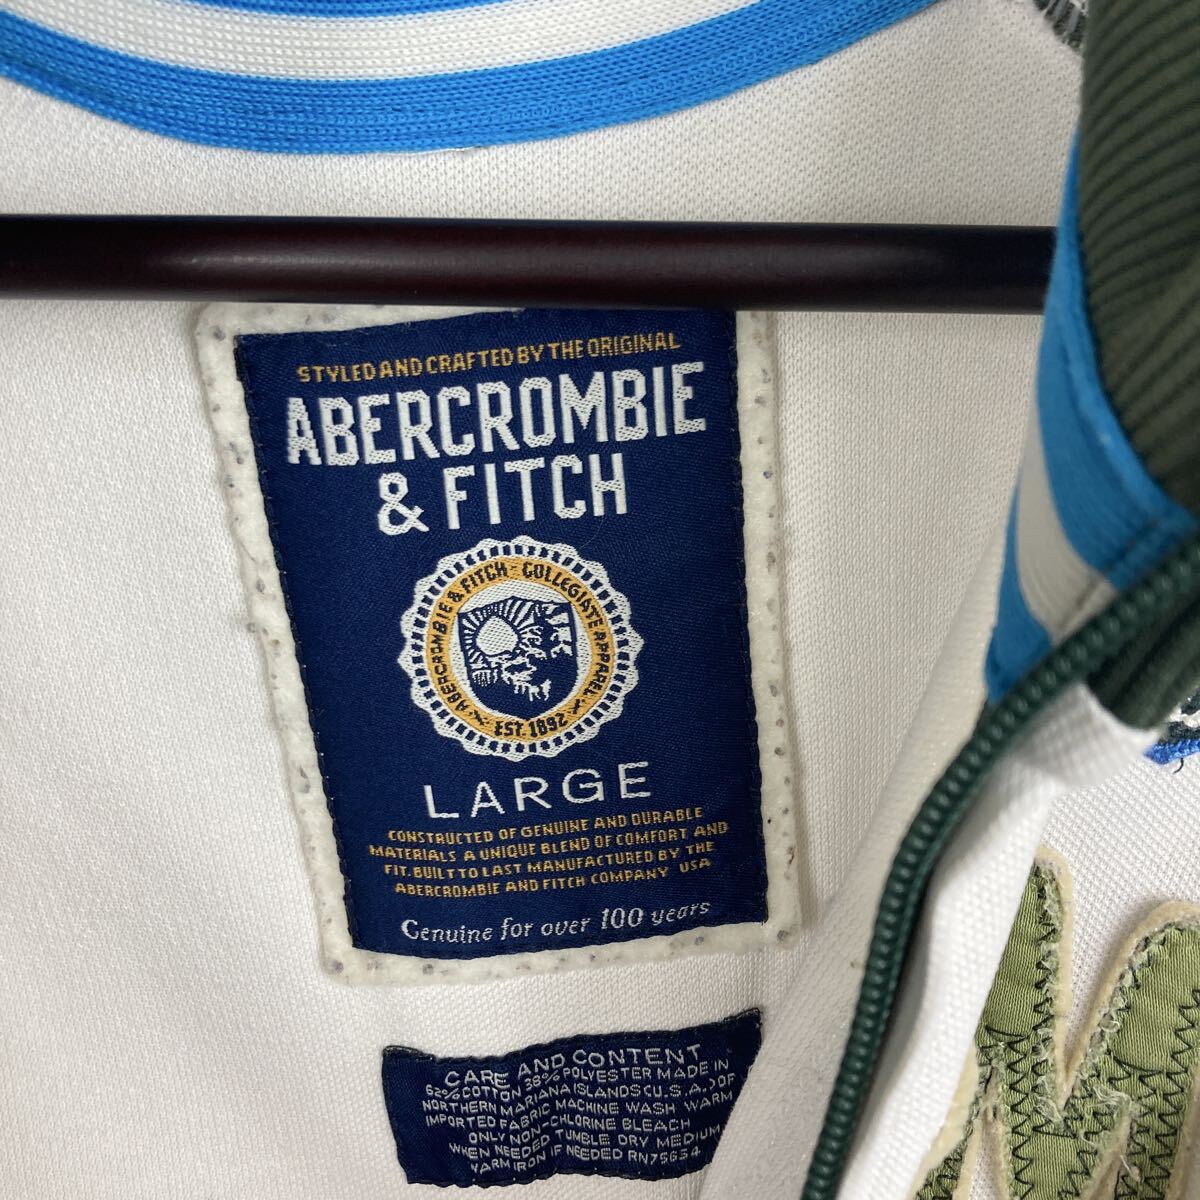 STYLED AND CRAFTED BY THE ORIGINAL
ABERCROMBIE
& FITCH
ABERCROMBIE & FITCH - COLLEGIATE APPAREL
EST. 1892
LARGE
CONSTRUCTED OF GENUINE AND DURABLE
MATERIALS A UNIQUE BLEND OF COMFORT AND
FIT. BUILT TO LAST MANUFACTURED BY THE
ABERCROMBIE AND FITCH COMPANY USA
Genuine for over 100 years
CARE AND CONTENT
62% COTTON, 38% POLYESTER MADE IN
NORTHERN MARIANA ISLANDS (U.S.A.) OF
IMPORTED FABRIC MACHINE WASH WARM
ONLY NON-CHLORINE BLEACH
WHEN NEEDED TUMBLE DRY MEDIUM
WARM IRON IF NEEDED RN75654